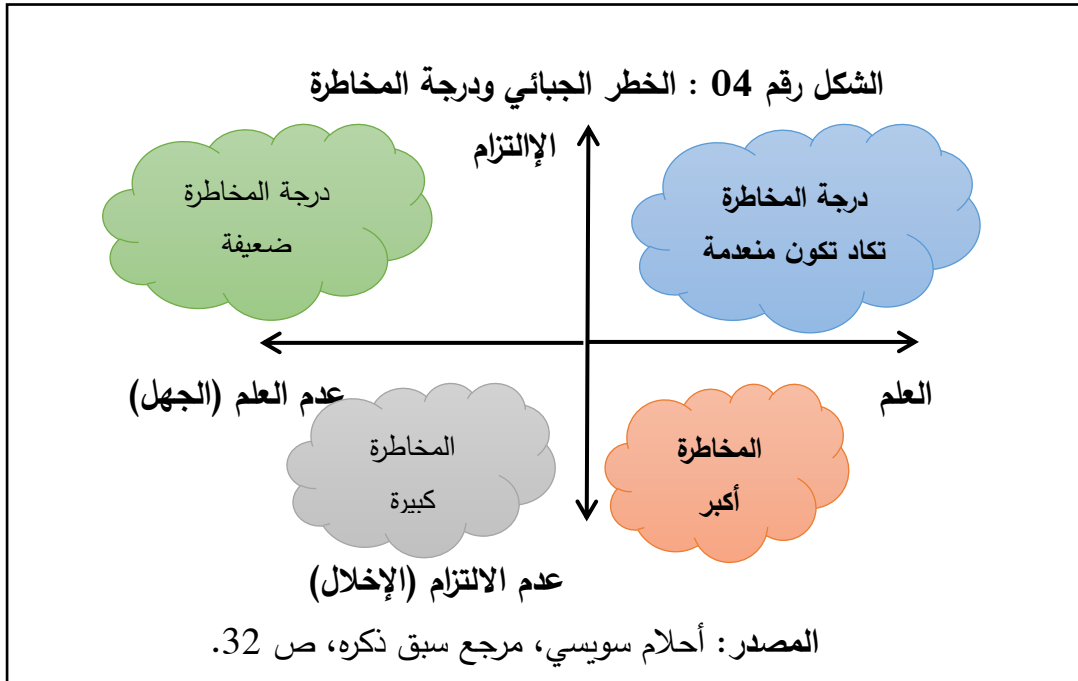 الشكل رقم 04 : الخطر الجبائي ودرجة المخاطرة
الإالتزام
درجة المخاطرة
تكاد تكون منعدمة
درجة المخاطرة
ضعيفة
العلم
عدم العلم (الجهل)
المخاطرة
أكبر
المخاطرة
كبيرة
عدم الالتزام (الإخلال)
المصدر: أحلام سويسي، مرجع سبق ذكره، ص 32.